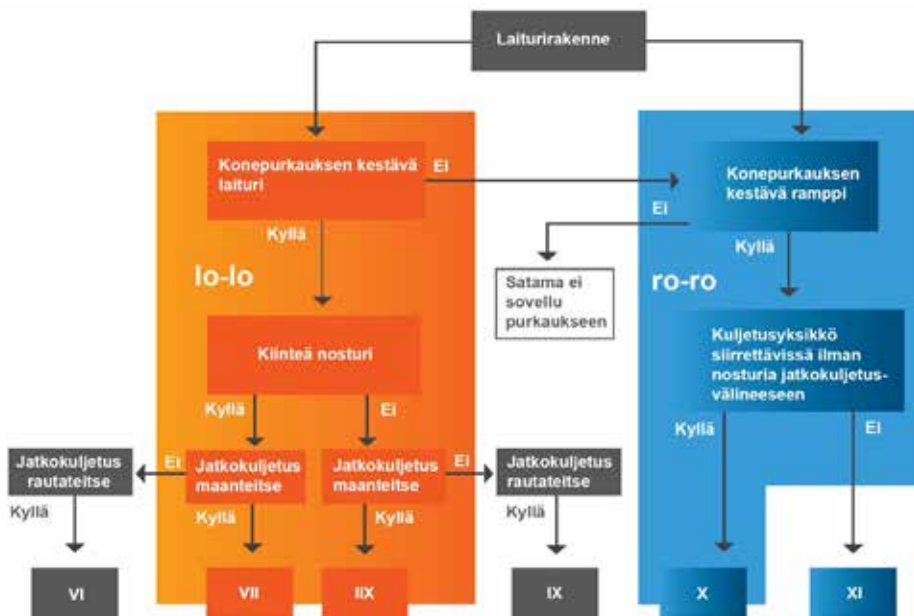 Laiturirakenne
Konepurkauksen kestävä
laituri
Ei
Konepurkauksen
kestävä ramppi
Ei
Kyllä
Kyllä
lo-lo
Satama ei
sovellu
purkaukseen
ro-ro
Kiinteä nosturi
Kuljetusyksikkö
siirrettävissä ilman
nosturia jatkokuljetus-
välineeseen
Kyllä
Ei
Kyllä
Ei
Jatkokuljetus
rautateitse
Ei
Jatkokuljetus
maanteitse
Jatkokuljetus
maanteitse
Ei
Jatkokuljetus
rautateitse
Kyllä
Kyllä
Kyllä
Kyllä
VI
VII
IIX
IX
X
XI